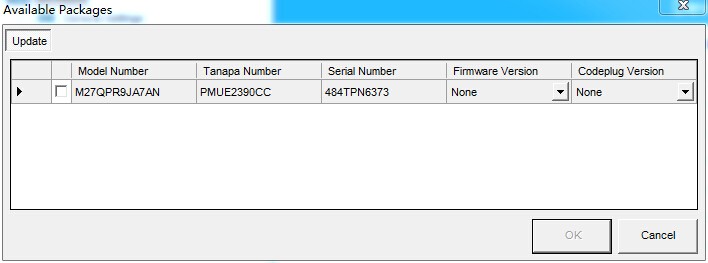 Available Packages
Update
Model Number Tanapa Number Serial Number Firmware Version Codeplug Version
M27QPR9JA7AN PMUE2390CC 484TPN6373 None None
OK Cancel